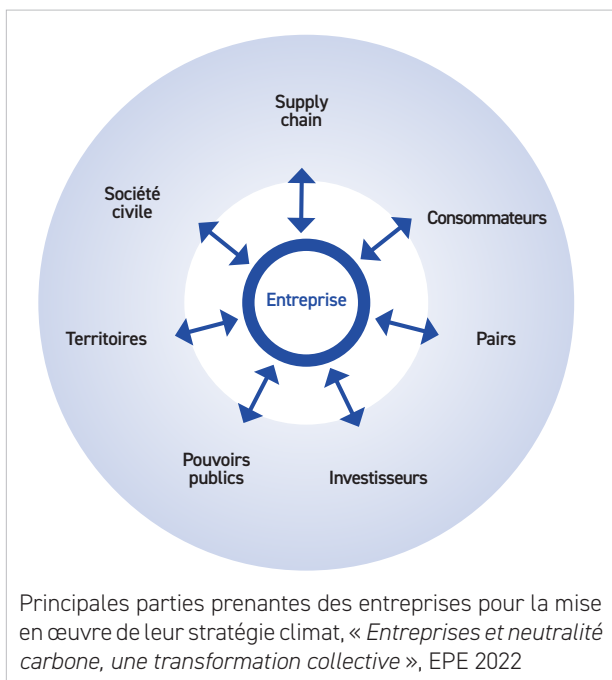 Supply
chain
Société
civile
Consommateurs
Entreprise
Territoires
Pairs
Pouvoirs
publics
Investisseurs
Principales parties prenantes des entreprises pour la mise
en œuvre de leur stratégie climat, « Entreprises et neutralité
carbone, une transformation collective », EPE 2022